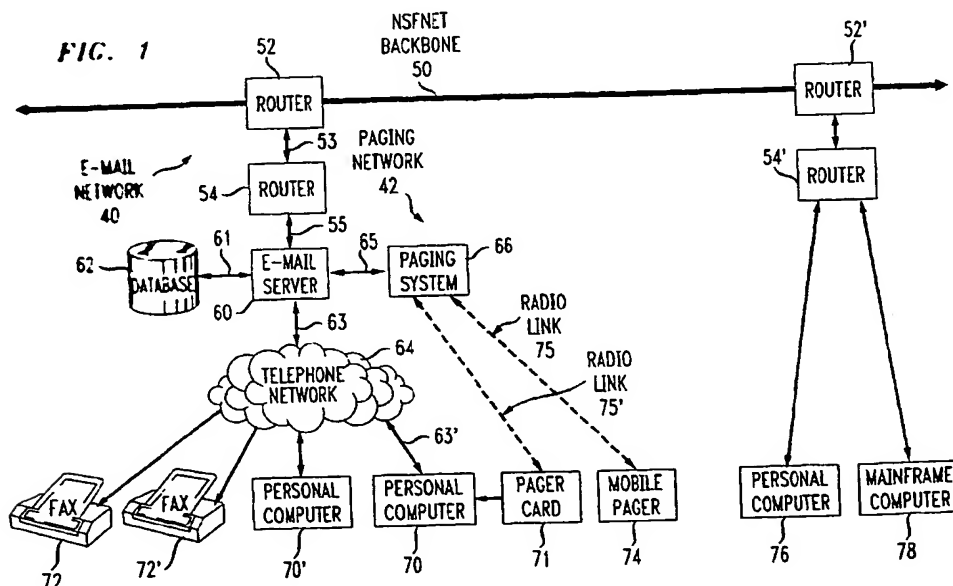 FIG. 1
NSFNET
BACKBONE
50
52
ROUTER
52'
ROUTER
53
E-MAIL
NETWORK
40
54
ROUTER
PAGING
NETWORK
42
54'
ROUTER
55
62
DATABASE
61
E-MAIL
SERVER
60
65
PAGING
SYSTEM
66
63
64
TELEPHONE
NETWORK
RADIO
LINK
75
RADIO
LINK
75'
63'
FAX
72
FAX
72'
PERSONAL
COMPUTER
70'
PERSONAL
COMPUTER
70
PAGER
CARD
71
MOBILE
PAGER
74
PERSONAL
COMPUTER
76
MAINFRAME
COMPUTER
78